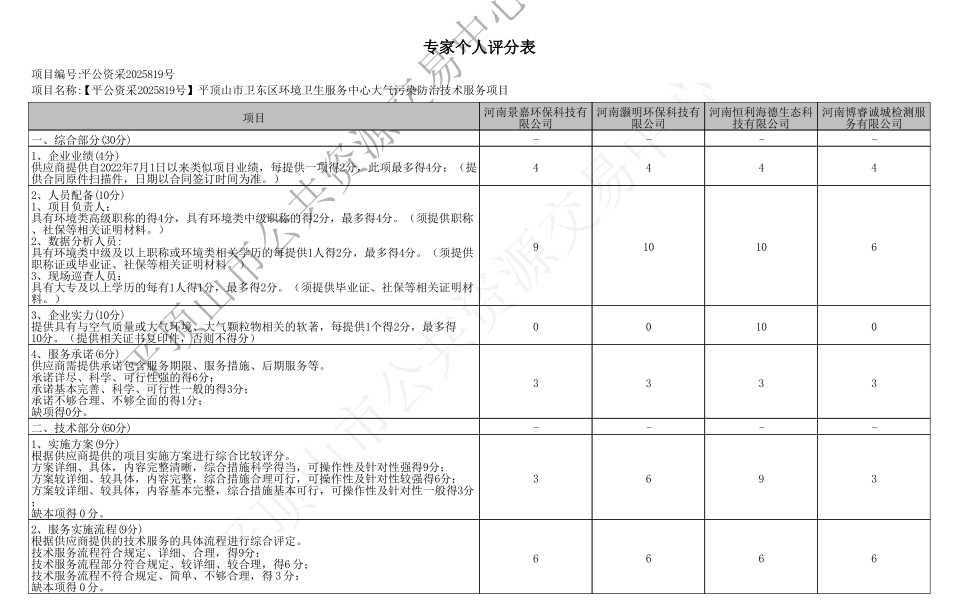 专家个人评分表
项目编号:平公资采2025819号
项目名称:【平公资采2025819号】平顶山市卫东区环境卫生服务中心大气污染防治技术服务项目
项目 河南景嘉环保科技有限公司 河南灏明环保科技有限公司 河南恒利海德生态科技有限公司 河南博睿诚城检测服务有限公司
一、综合部分(30分) - - - -
1、企业业绩(4分)
供应商提供自2022年7月1日以来类似项目业绩，每提供一项得2分，此项最多得4分；（提
供合同原件扫描件，日期以合同签订时间为准。） 4 4 4 4
2、人员配备(10分)
1、项目负责人：
具有环境类高级职称的得4分，具有环境类中级职称的得2分，最多得4分。（须提供职称
、社保等相关证明材料。）
2、数据分析人员:
具有环境类中级及以上职称或环境类相关学历的每提供1人得2分，最多得4分。（须提供
职称证或毕业证、社保等相关证明材料。）
3、现场巡查人员：
具有大专及以上学历的每有1人得1分，最多得2分。（须提供毕业证、社保等相关证明材
料。） 9 10 10 6
3、企业实力(10分)
提供具有与空气质量或大气环境、大气颗粒物相关的软著，每提供1个得2分，最多得
10分。（提供相关证书复印件，否则不得分） 0 0 10 0
4、服务承诺(6分)
供应商需提供承诺包含服务期限、服务措施、后期服务等。
承诺详尽、科学、可行性强的得6分；
承诺基本完善、科学、可行性一般的得3分；
承诺不够合理、不够全面的得1分；
缺项得0分。 3 3 3 3
二、技术部分(60分) - - - -
1、实施方案(9分)
根据供应商提供的项目实施方案进行综合比较评分。
方案详细、具体，内容完整清晰，综合措施科学得当，可操作性及针对性强得9分；
方案较详细、较具体，内容完整，综合措施合理可行，可操作性及针对性较强得6分；
方案较详细、较具体，内容基本完整，综合措施基本可行，可操作性及针对性一般得3分
；
缺本项得 0 分。 3 6 9 3
2、服务实施流程(9分)
根据供应商提供的技术服务的具体流程进行综合评定。
技术服务流程符合规定、详细、合理，得9分；
技术服务流程部分符合规定、较详细、较合理，得6 分；
技术服务流程不符合规定、简单、不够合理，得 3 分；
缺本项得 0 分。 6 6 6 6
平顶山市公共资源交易中心
平顶山市公共资源交易中心